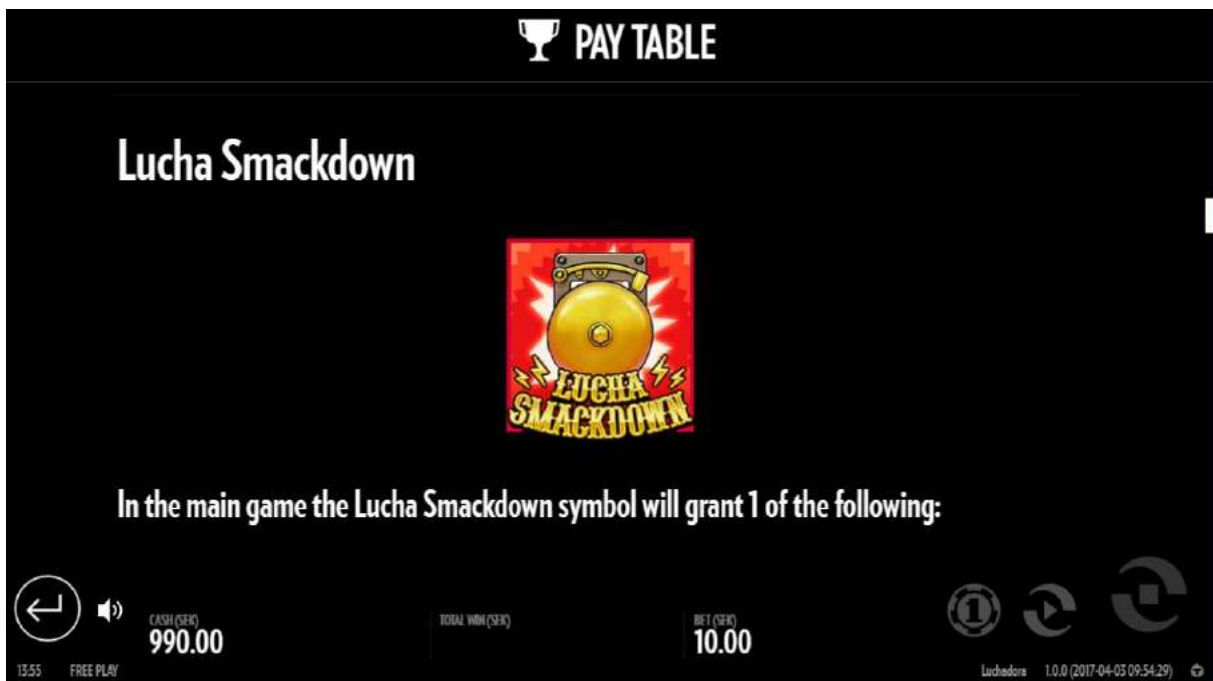 PAY TABLE
Lucha Smackdown
LUCHA
SMACKDOWN
In the main game the Lucha Smackdown symbol will grant 1 of the following:
CASH (SEK)
990.00
TOTAL WIN (SEK)
BET (SEK)
10.00
1
13:55 FREE PLAY
Luchadora 1.0.0 (2017-04-03 09:54:29)